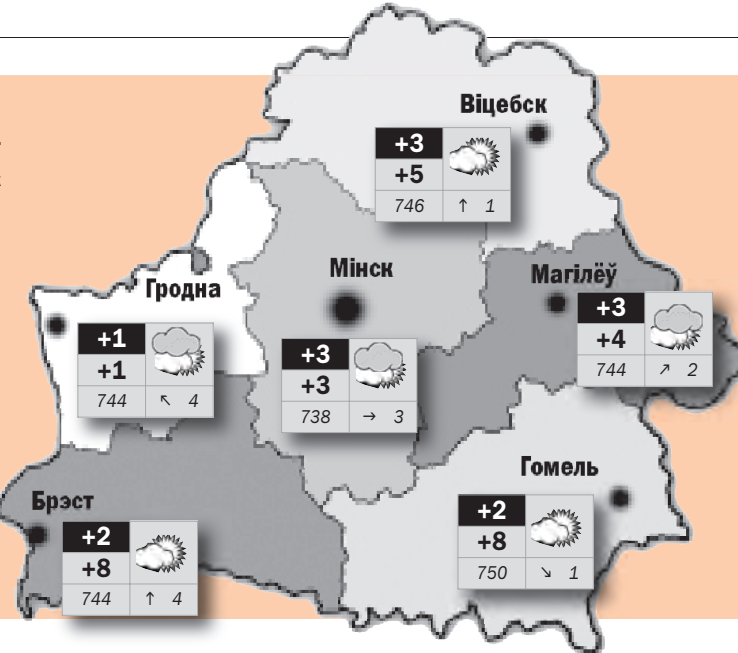 Віцебск
+3
+5
746 ↑ 1
Мінск
+3
+3
738 → 3
Магілёў
+3
+4
744 ↗ 2
Гродна
+1
+1
744 ↖ 4
Гомель
+2
+8
750 ↘ 1
Брэст
+2
+8
744 ↑ 4